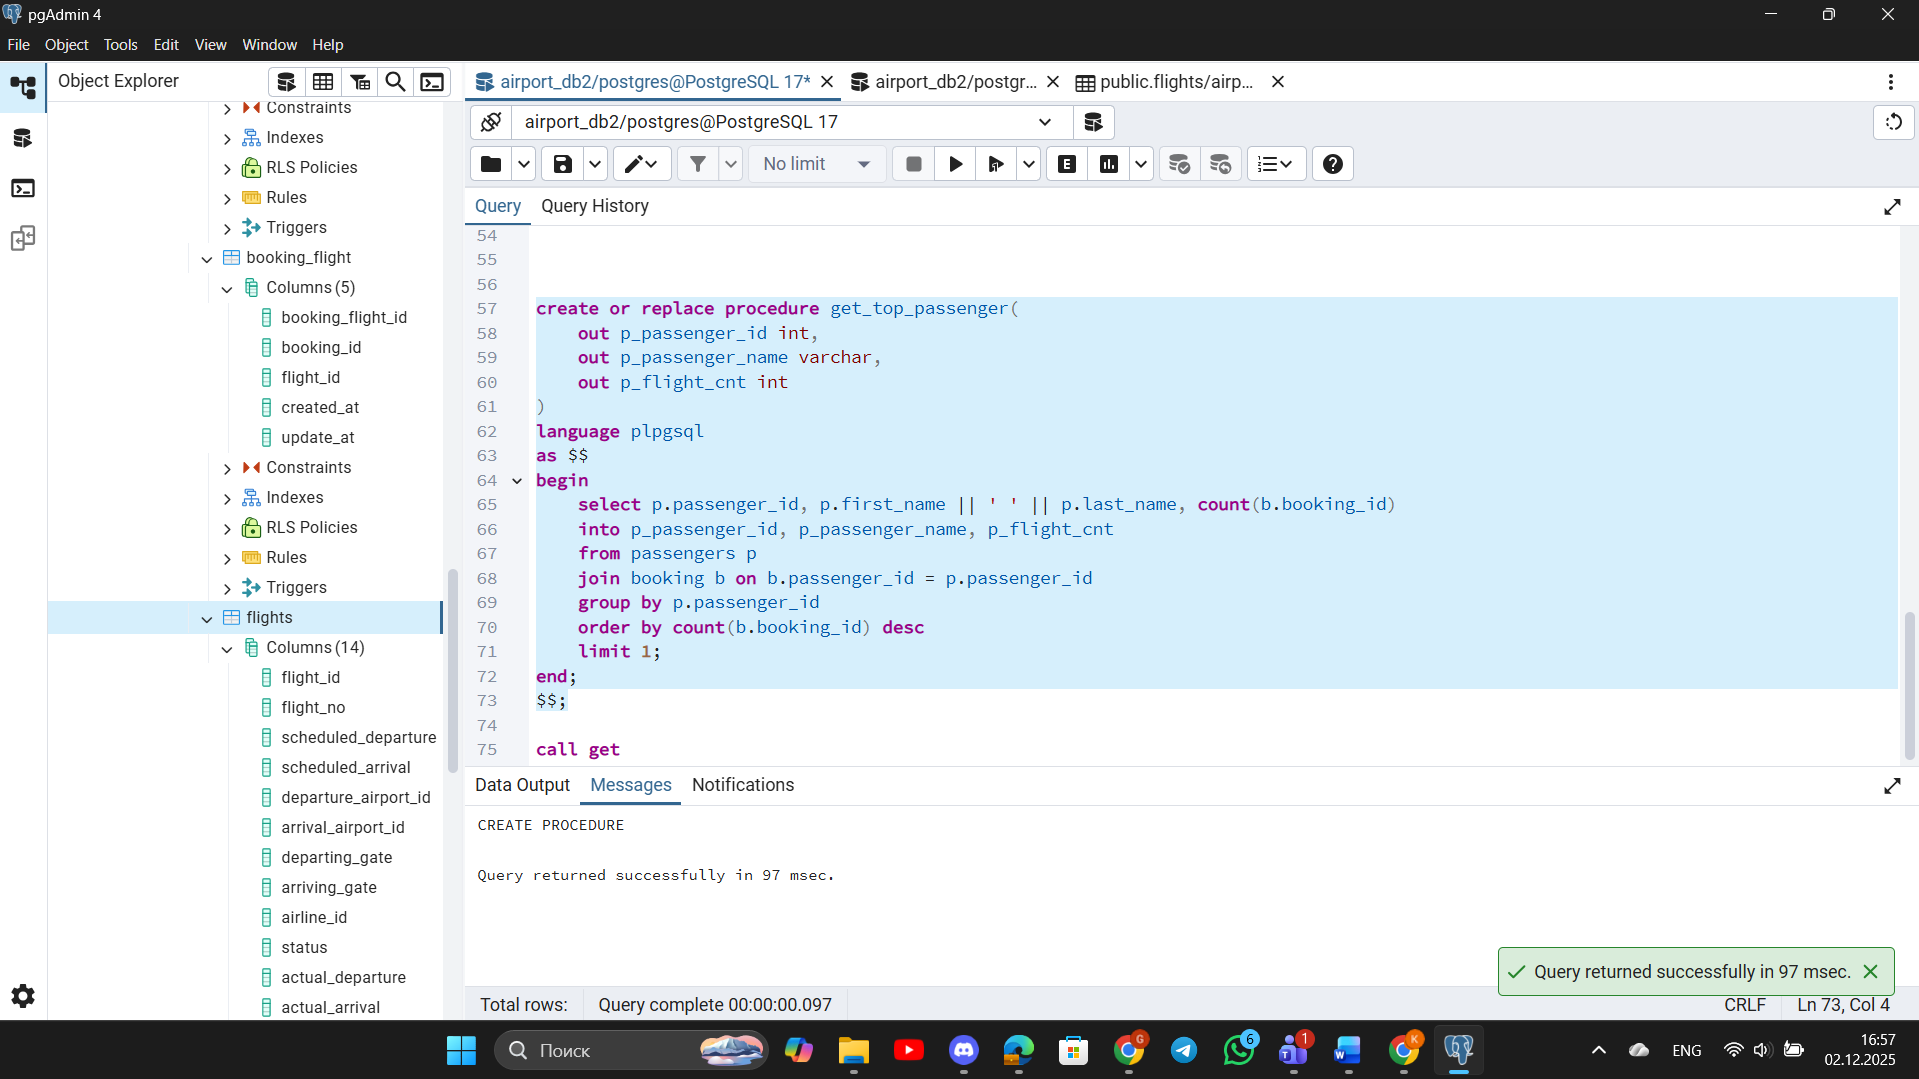 pgAdmin 4
File Object Tools Edit View Window Help
Object Explorer
Constraints
Indexes
RLS Policies
Rules
Triggers
booking_flight
Columns (5)
booking_flight_id
booking_id
flight_id
created_at
update_at
Constraints
Indexes
RLS Policies
Rules
Triggers
flights
Columns (14)
flight_id
flight_no
scheduled_departure
scheduled_arrival
departure_airport_id
arrival_airport_id
departing_gate
arriving_gate
airline_id
status
actual_departure
actual_arrival
airport_db2/postgres@PostgreSQL 17* airport_db2/postgr... public.flights/airp...
airport_db2/postgres@PostgreSQL 17
No limit E
Query Query History
54
55
56
57 create or replace procedure get_top_passenger(
58 out p_passenger_id int,
59 out p_passenger_name varchar,
60 out p_flight_cnt int
61 )
62 language plpgsql
63 as $$
64 begin
65 select p.passenger_id, p.first_name || ' ' || p.last_name, count(b.booking_id)
66 into p_passenger_id, p_passenger_name, p_flight_cnt
67 from passengers p
68 join booking b on b.passenger_id = p.passenger_id
69 group by p.passenger_id
70 order by count(b.booking_id) desc
71 limit 1;
72 end;
73 $$;
74
75 call get
Data Output Messages Notifications
CREATE PROCEDURE
Query returned successfully in 97 msec.
Query returned successfully in 97 msec.
Total rows: Query complete 00:00:00.097 CRLF Ln 73, Col 4
Поиск G 6 1 W K ENG 16:57
02.12.2025